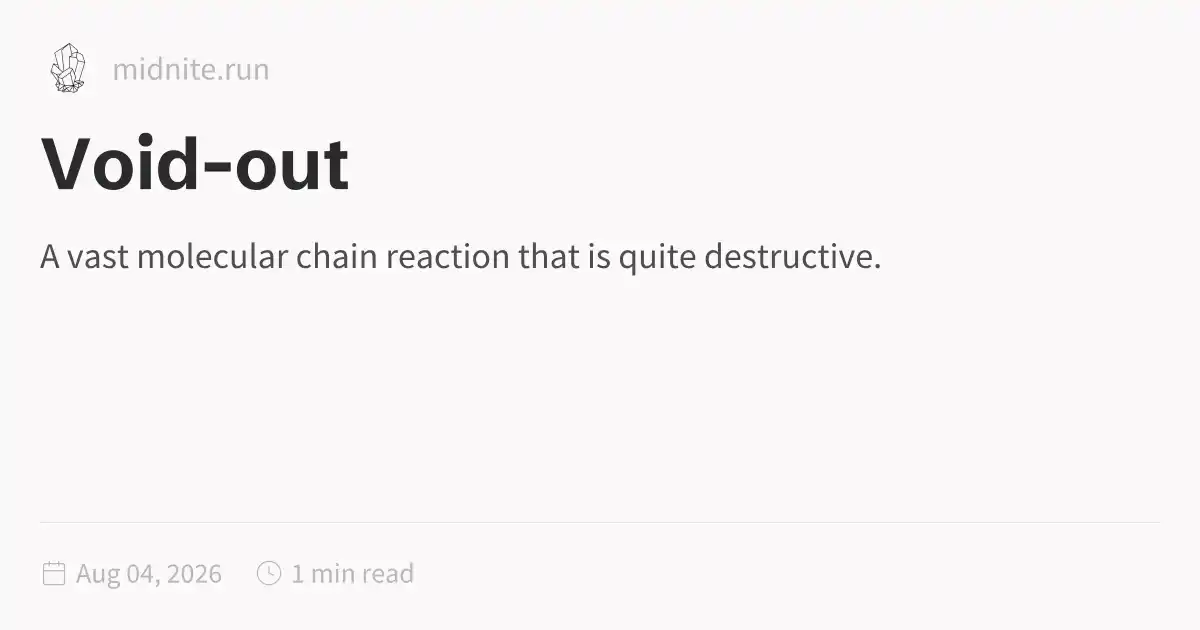 midnite.run
Void-out
A vast molecular chain reaction that is quite destructive.
Aug 04, 2026 1 min read